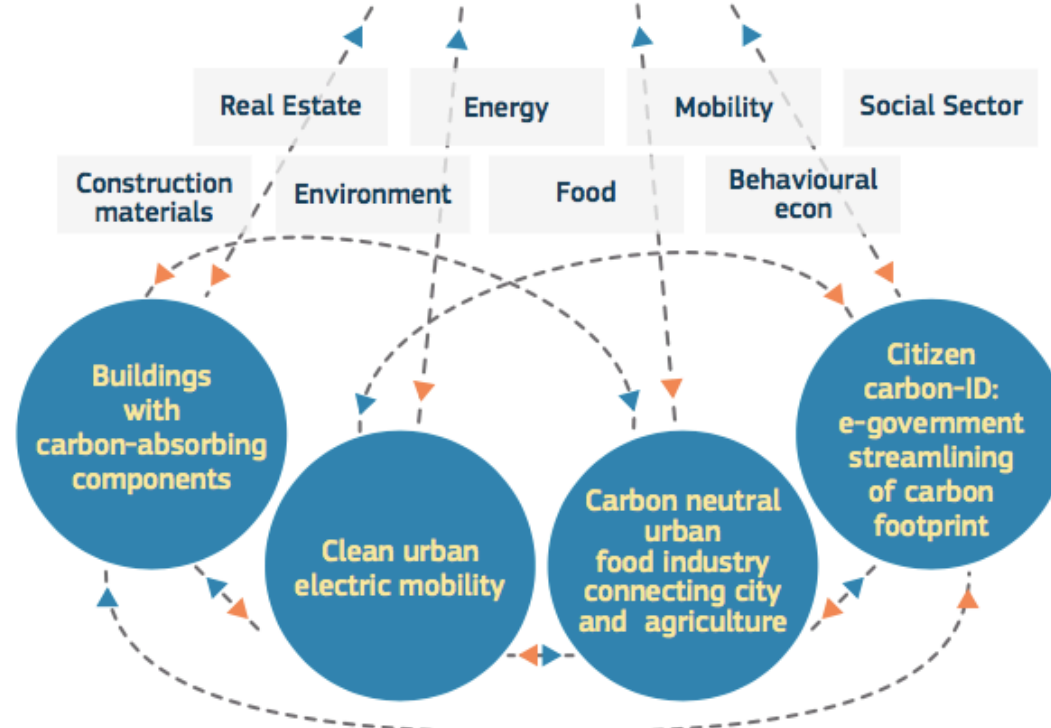 Real Estate
Energy
Mobility
Social Sector
Construction
materials
Environment
Food
Behavioural
econ
Buildings
with
carbon-absorbing
components
Clean urban
electric mobility
Carbon neutral
urban
food industry
connecting city
and agriculture
Citizen
carbon-ID:
e-government
streamlining
of carbon
footprint